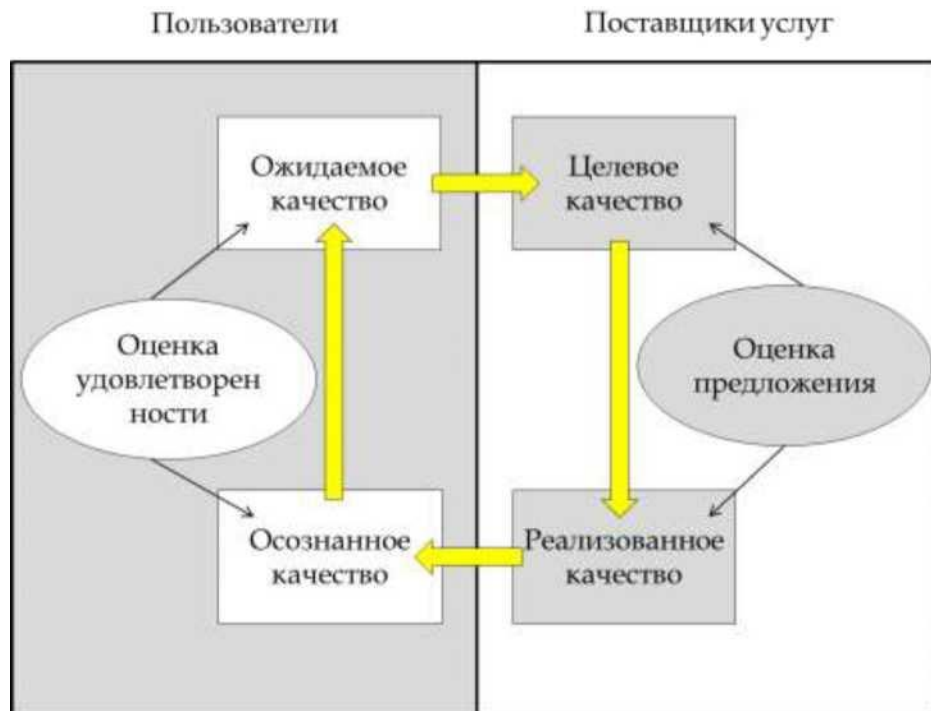 Пользователи
Поставщики услуг
Ожидаемое
качество
Целевое
качество
Оценка
удовлетворен
ности
Оценка
предложения
Осознанное
качество
Реализованное
качество